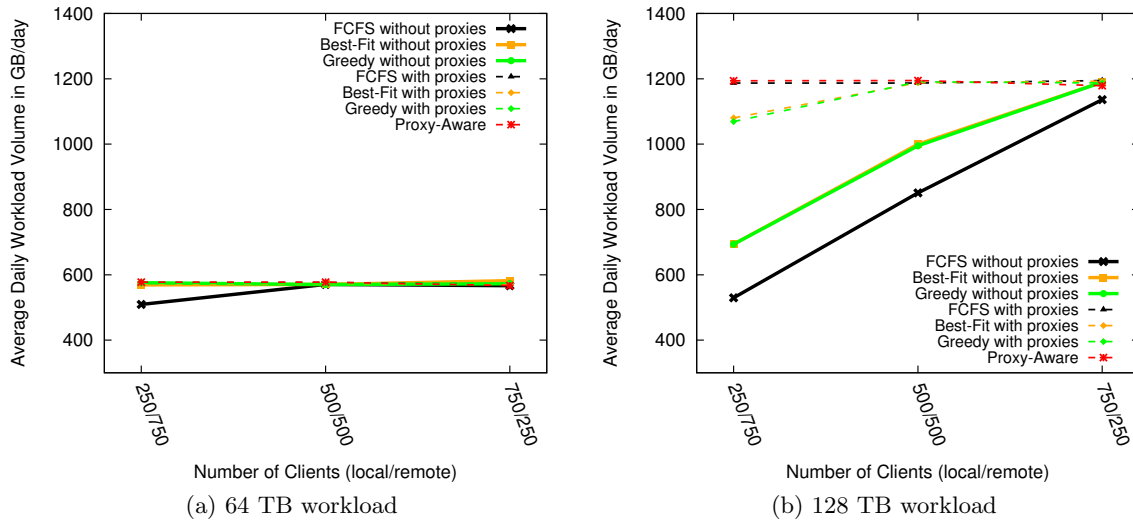 Average Daily Workload Volume in GB/day
1400
1200
1000
800
600
400
FCFS without proxies
Best-Fit without proxies
Greedy without proxies
FCFS with proxies
Best-Fit with proxies
Greedy with proxies
Proxy-Aware
250/750
500/500
750/250
Number of Clients (local/remote)
(a) 64 TB workload
Average Daily Workload Volume in GB/day
1400
1200
1000
800
600
400
FCFS without proxies
Best-Fit without proxies
Greedy without proxies
FCFS with proxies
Best-Fit with proxies
Greedy with proxies
Proxy-Aware
250/750
500/500
750/250
Number of Clients (local/remote)
(b) 128 TB workload